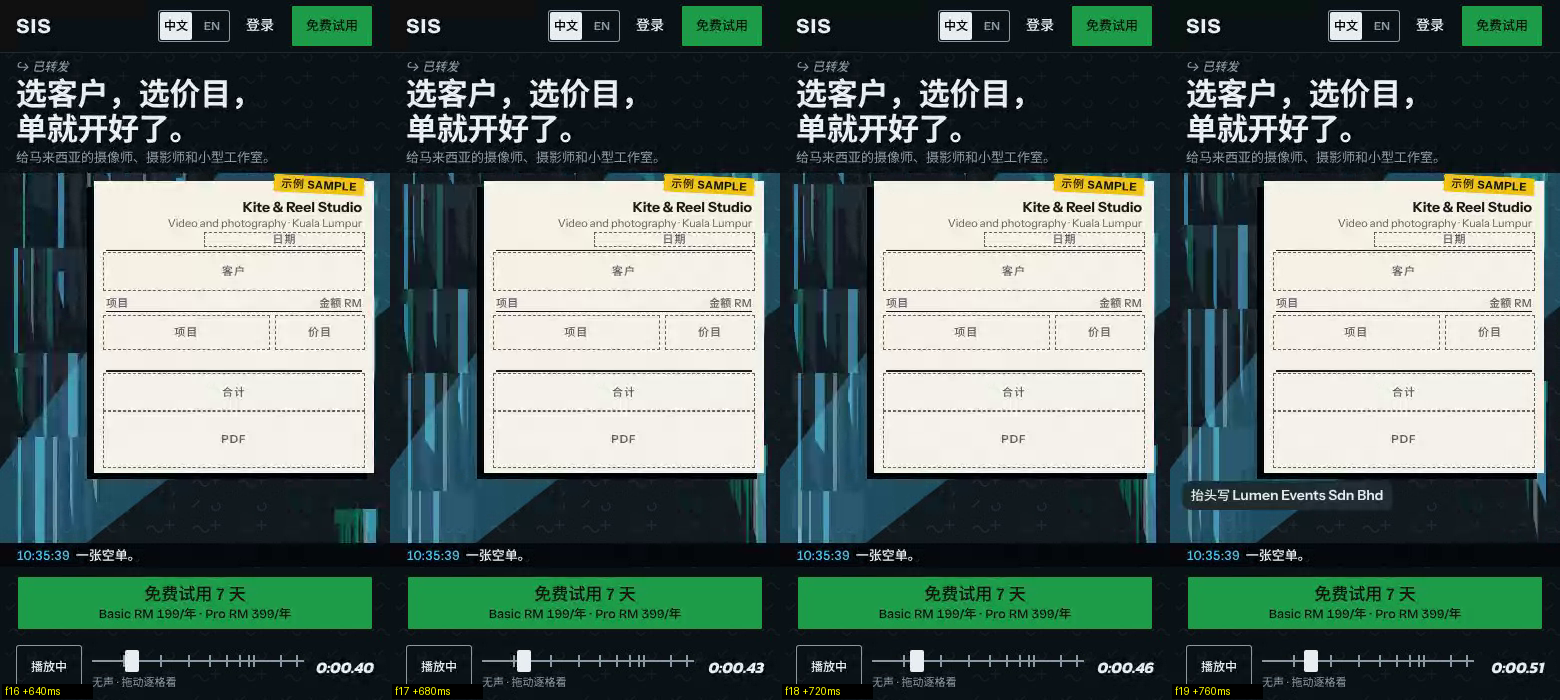 SIS 中文 EN 登录 免费试用
↪ 已转发
选客户，选价目，
单就开好了。
给马来西亚的摄像师、摄影师和小型工作室。
示例 SAMPLE
Kite & Reel Studio
Video and photography · Kuala Lumpur
日期
客户
项目 金额 RM
项目 价目
合计
PDF
10:35:39 一张空单。
免费试用 7 天
Basic RM 199/年 · Pro RM 399/年
播放中 0:00.40
无声 · 拖动逐格看
f16 +640ms
SIS 中文 EN 登录 免费试用
↪ 已转发
选客户，选价目，
单就开好了。
给马来西亚的摄像师、摄影师和小型工作室。
示例 SAMPLE
Kite & Reel Studio
Video and photography · Kuala Lumpur
日期
客户
项目 金额 RM
项目 价目
合计
PDF
10:35:39 一张空单。
免费试用 7 天
Basic RM 199/年 · Pro RM 399/年
播放中 0:00.43
无声 · 拖动逐格看
f17 +680ms
SIS 中文 EN 登录 免费试用
↪ 已转发
选客户，选价目，
单就开好了。
给马来西亚的摄像师、摄影师和小型工作室。
示例 SAMPLE
Kite & Reel Studio
Video and photography · Kuala Lumpur
日期
客户
项目 金额 RM
项目 价目
合计
PDF
10:35:39 一张空单。
免费试用 7 天
Basic RM 199/年 · Pro RM 399/年
播放中 0:00.46
无声 · 拖动逐格看
f18 +720ms
SIS 中文 EN 登录 免费试用
↪ 已转发
选客户，选价目，
单就开好了。
给马来西亚的摄像师、摄影师和小型工作室。
示例 SAMPLE
Kite & Reel Studio
Video and photography · Kuala Lumpur
日期
客户
项目 金额 RM
项目 价目
合计
PDF
抬头写 Lumen Events Sdn Bhd
10:35:39 一张空单。
免费试用 7 天
Basic RM 199/年 · Pro RM 399/年
播放中 0:00.51
无声 · 拖动逐格看
f19 +760ms